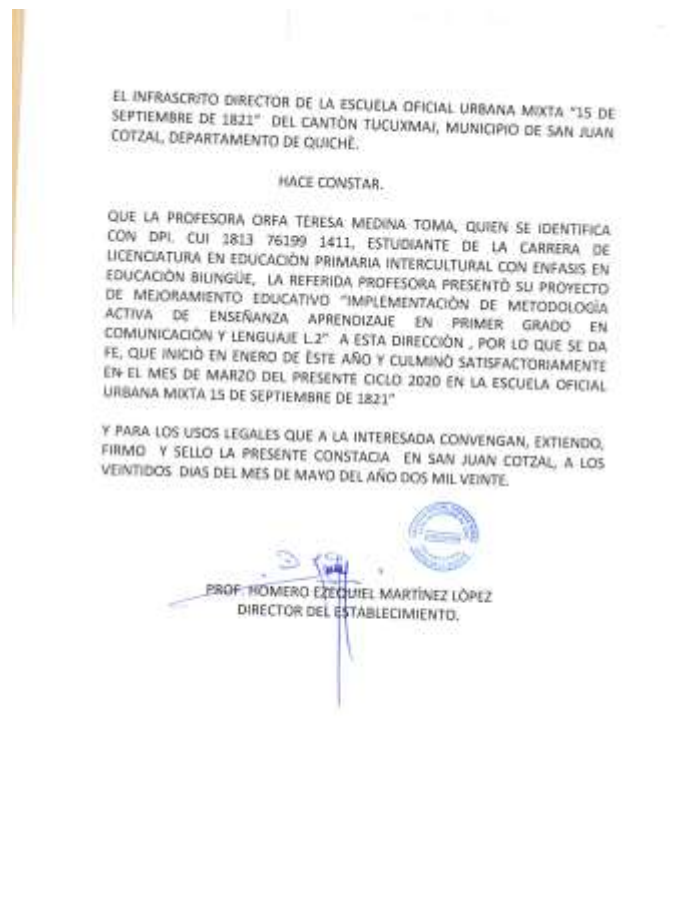 EL INFRASCRITO DIRECTOR DE LA ESCUELA OFICIAL URBANA MIXTA "15 DE
SEPTIEMBRE DE 1821" DEL CANTÒN TUCUXMAJ, MUNICIPIO DE SAN JUAN
COTZAL, DEPARTAMENTO DE QUICHÈ.
HACE CONSTAR.
QUE LA PROFESORA ORFA TERESA MEDINA TOMA, QUIEN SE IDENTIFICA
CON DPI. CUI 1813 76199 1411, ESTUDIANTE DE LA CARRERA DE
LICENCIATURA EN EDUCACIÒN PRIMARIA INTERCULTURAL CON ENFASIS EN
EDUCACIÒN BILINGÜE, LA REFERIDA PROFESORA PRESENTÒ SU PROYECTO
DE MEJORAMIENTO EDUCATIVO "IMPLEMENTACIÒN DE METODOLOGÌA
ACTIVA DE ENSEÑANZA APRENDIZAJE EN PRIMER GRADO EN
COMUNICACIÒN Y LENGUAJE L.2" A ESTA DIRECCIÒN , POR LO QUE SE DA
FE, QUE INICIÒ EN ENERO DE ÈSTE AÑO Y CULMINÒ SATISFACTORIAMENTE
EN EL MES DE MARZO DEL PRESENTE CICLO 2020 EN LA ESCUELA OFICIAL
URBANA MIXTA 15 DE SEPTIEMBRE DE 1821"
Y PARA LOS USOS LEGALES QUE A LA INTERESADA CONVENGAN, EXTIENDO,
FIRMO Y SELLO LA PRESENTE CONSTACIA EN SAN JUAN COTZAL, A LOS
VEINTIDOS DIAS DEL MES DE MAYO DEL AÑO DOS MIL VEINTE.
PROF. HOMERO EZEQUIEL MARTÌNEZ LÒPEZ
DIRECTOR DEL ESTABLECIMIENTO.